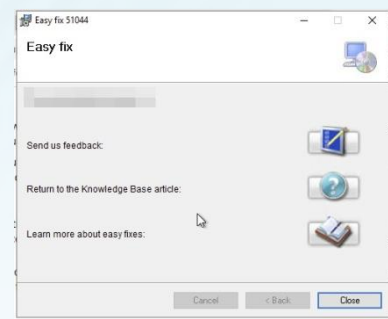 Easy fix 51044
Easy fix
Send us feedback:
Return to the Knowledge Base article:
Learn more about easy fixes:
Cancel
< Back
Close